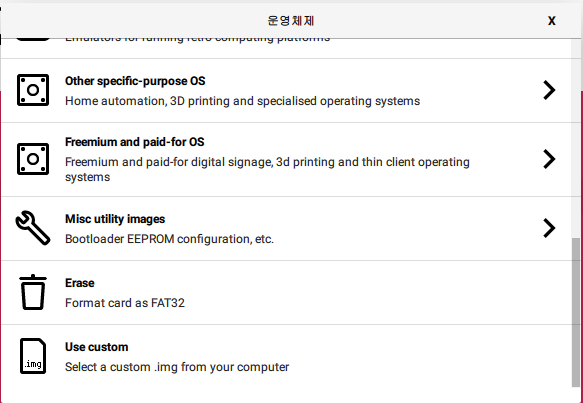 운영체제
X
Emulators for running retro computing platforms
Other specific-purpose OS
Home automation, 3D printing and specialised operating systems
Freemium and paid-for OS
Freemium and paid-for digital signage, 3d printing and thin client operating
systems
Misc utility images
Bootloader EEPROM configuration, etc.
Erase
Format card as FAT32
.img
Use custom
Select a custom .img from your computer